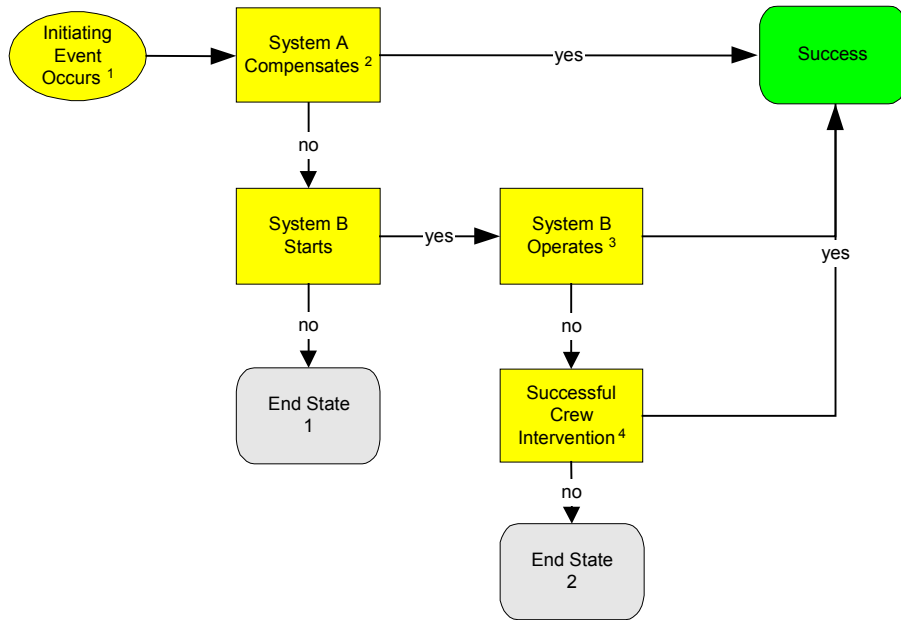 Initiating
Event
Occurs 1
System A
Compensates 2
yes
Success
no
System B
Starts
yes
System B
Operates 3
yes
no
no
End State
1
Successful
Crew
Intervention 4
no
End State
2